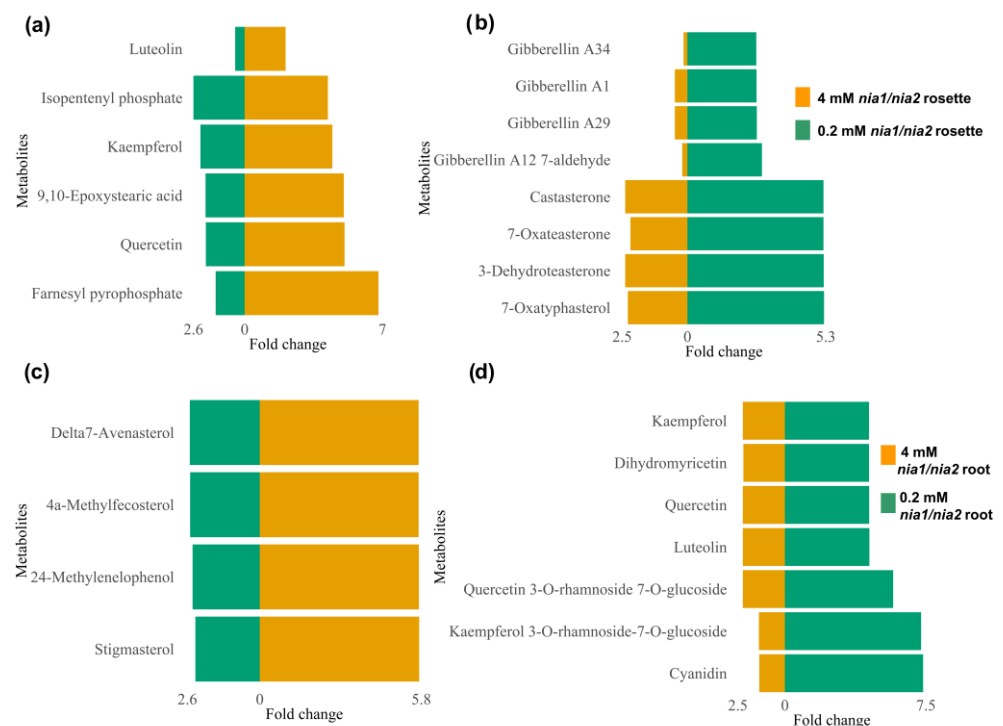 (a)
Metabolites
Luteolin
Isopentenyl phosphate
Kaempferol
9,10-Epoxystearic acid
Quercetin
Farnesyl pyrophosphate
2.6 0 7
Fold change
(b)
Metabolites
Gibberellin A34
Gibberellin A1
Gibberellin A29
Gibberellin A12 7-aldehyde
Castasterone
7-Oxateasterone
3-Dehydroteasterone
7-Oxatyphasterol
2.5 0 5.3
Fold change
4 mM nia1/nia2 rosette
0.2 mM nia1/nia2 rosette
(c)
Metabolites
Delta7-Avenasterol
4a-Methylfecosterol
24-Methylenelophenol
Stigmasterol
2.6 0 5.8
Fold change
(d)
Metabolites
Kaempferol
Dihydromyricetin
Quercetin
Luteolin
Quercetin 3-O-rhamnoside 7-O-glucoside
Kaempferol 3-O-rhamnoside-7-O-glucoside
Cyanidin
2.5 0 7.5
Fold change
4 mM
nia1/nia2 root
0.2 mM
nia1/nia2 root